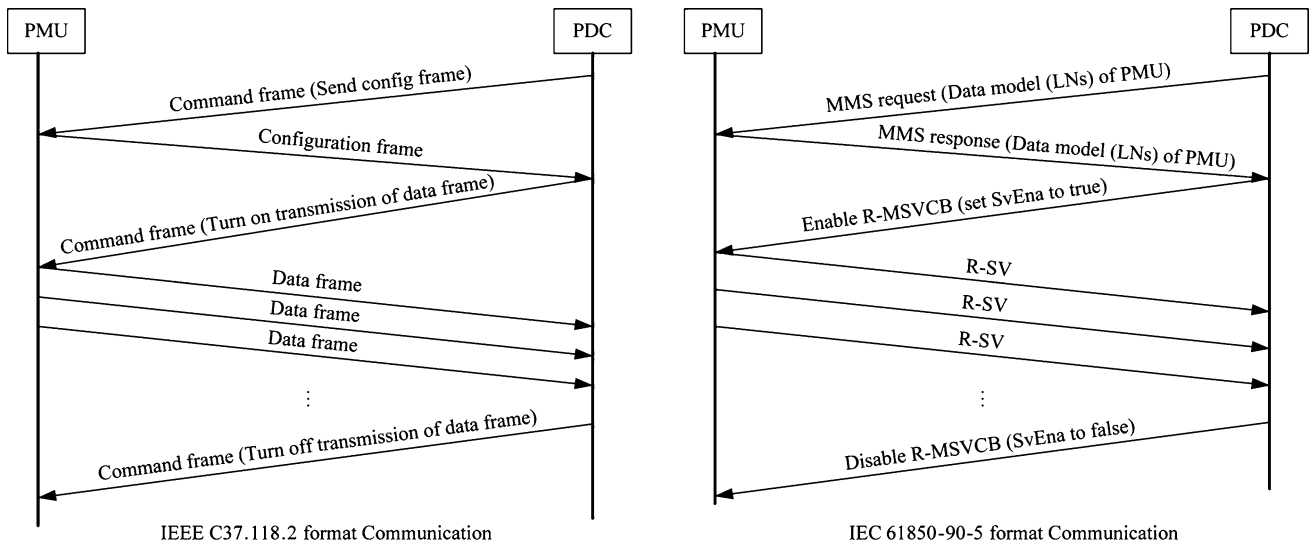 PMU
PDC
Command frame (Send config frame)
Configuration frame
Command frame (Turn on transmission of data frame)
Data frame
Data frame
Data frame
⋮
Command frame (Turn off transmission of data frame)
IEEE C37.118.2 format Communication
PMU
PDC
MMS request (Data model (LNs) of PMU)
MMS response (Data model (LNs) of PMU)
Enable R-MSVCB (set SvEna to true)
R-SV
R-SV
R-SV
⋮
Disable R-MSVCB (SvEna to false)
IEC 61850-90-5 format Communication